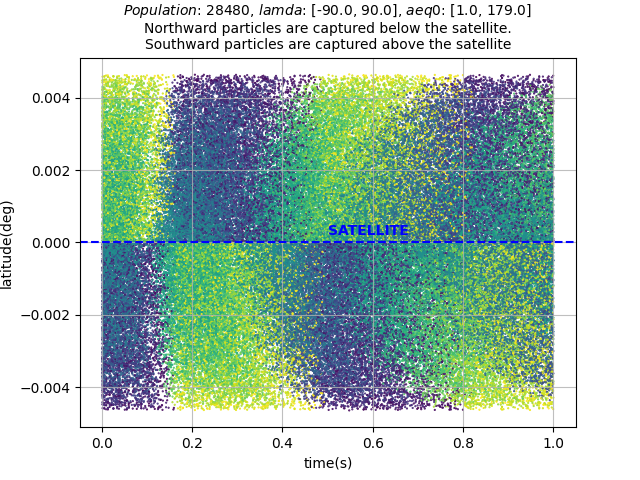 Population: 28480, lamda: [-90.0, 90.0], aeq0: [1.0, 179.0]
Northward particles are captured below the satellite.
Southward particles are captured above the satellite
0.004
0.002
0.000
−0.002
−0.004
latitude(deg)
SATELLITE
0.0 0.2 0.4 0.6 0.8 1.0
time(s)